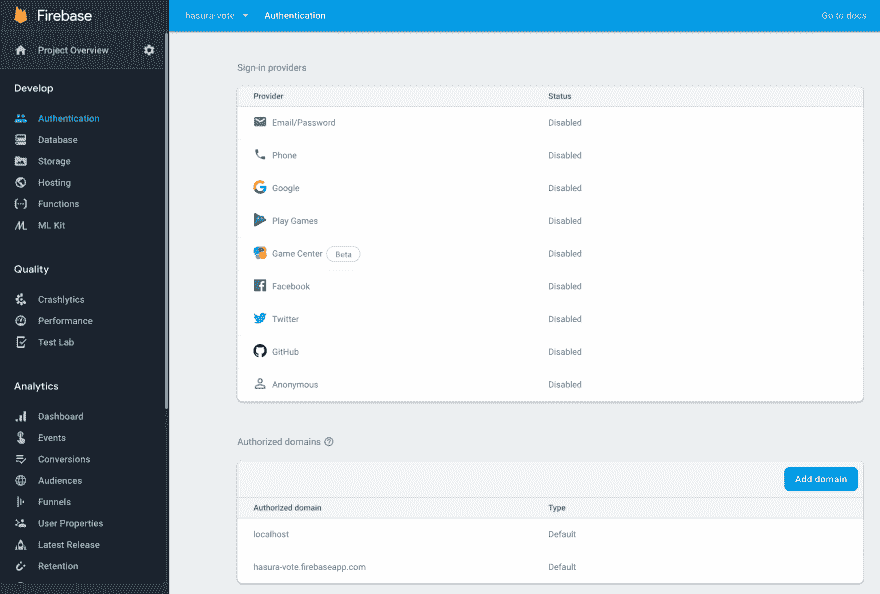 Firebase
hasura-vote Authentication Go to docs
Project Overview
Develop
Authentication
Database
Storage
Hosting
Functions
ML Kit
Quality
Crashlytics
Performance
Test Lab
Analytics
Dashboard
Events
Conversions
Audiences
Funnels
User Properties
Latest Release
Retention
Sign-in providers
Provider Status
Email/Password Disabled
Phone Disabled
Google Disabled
Play Games Disabled
Game Center Beta Disabled
Facebook Disabled
Twitter Disabled
GitHub Disabled
Anonymous Disabled
Authorized domains
Add domain
Authorized domain Type
localhost Default
hasura-vote.firebaseapp.com Default